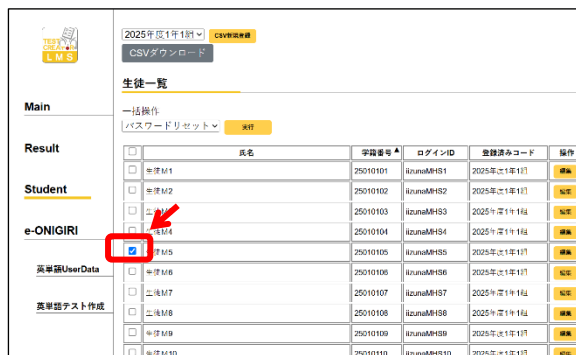 TEST
CREATOR
LMS
2025年度1年1組
CSV新規登録
CSVダウンロード
生徒一覧
一括操作
パスワードリセット
実行
Main
Result
Student
e-ONIGIRI
英単語UserData
英単語テスト作成
氏名 学籍番号▲ ログインID 登録済みコード 操作
生徒M1 25010101 iizunaMHS1 2025年度1年1組 編集
生徒M2 25010102 iizunaMHS2 2025年度1年1組 編集
25010103 iizunaMHS3 2025年度1年1組 編集
生徒M4 25010104 iizunaMHS4 2025年度1年1組 編集
生徒M5 25010105 iizunaMHS5 2025年度1年1組 編集
生徒M6 25010106 iizunaMHS6 2025年度1年1組 編集
生徒M7 25010107 iizunaMHS7 2025年度1年1組 編集
生徒M8 25010108 iizunaMHS8 2025年度1年1組 編集
生徒M9 25010109 iizunaMHS9 2025年度1年1組 編集
生徒M10 25010110 iizunaMHS10 2025年度1年1組 編集